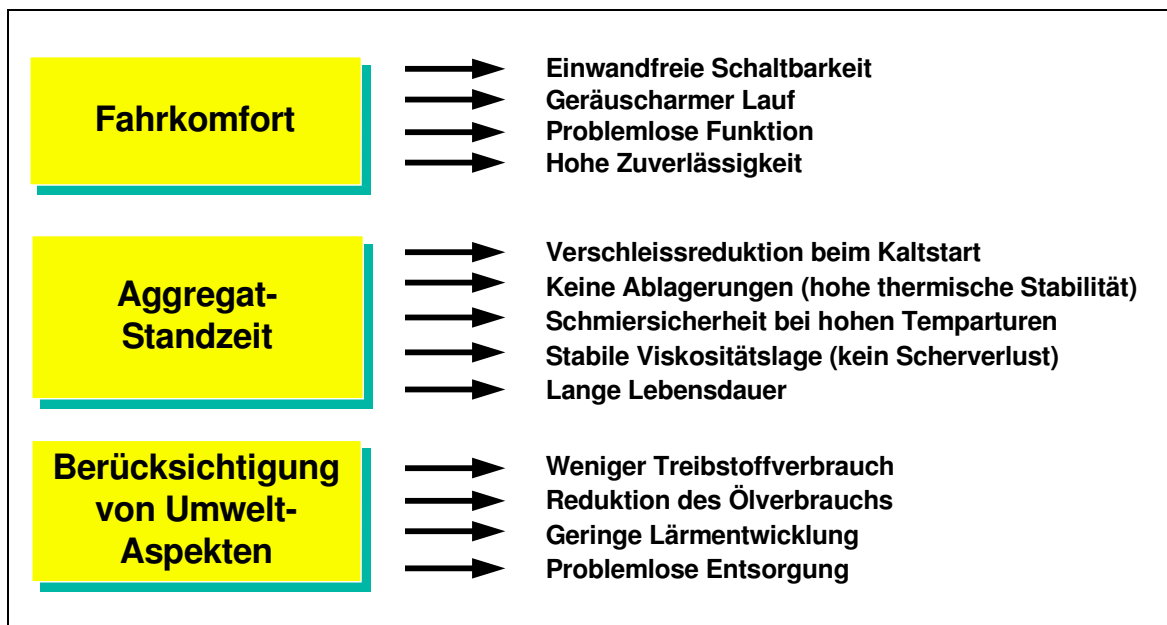 Fahrkomfort
Einwandfreie Schaltbarkeit
Geräuscharmer Lauf
Problemlose Funktion
Hohe Zuverlässigkeit
Aggregat-
Standzeit
Verschleissreduktion beim Kaltstart
Keine Ablagerungen (hohe thermische Stabilität)
Schmiersicherheit bei hohen Temparturen
Stabile Viskositätslage (kein Scherverlust)
Lange Lebensdauer
Berücksichtigung
von Umwelt-
Aspekten
Weniger Treibstoffverbrauch
Reduktion des Ölverbrauchs
Geringe Lärmentwicklung
Problemlose Entsorgung